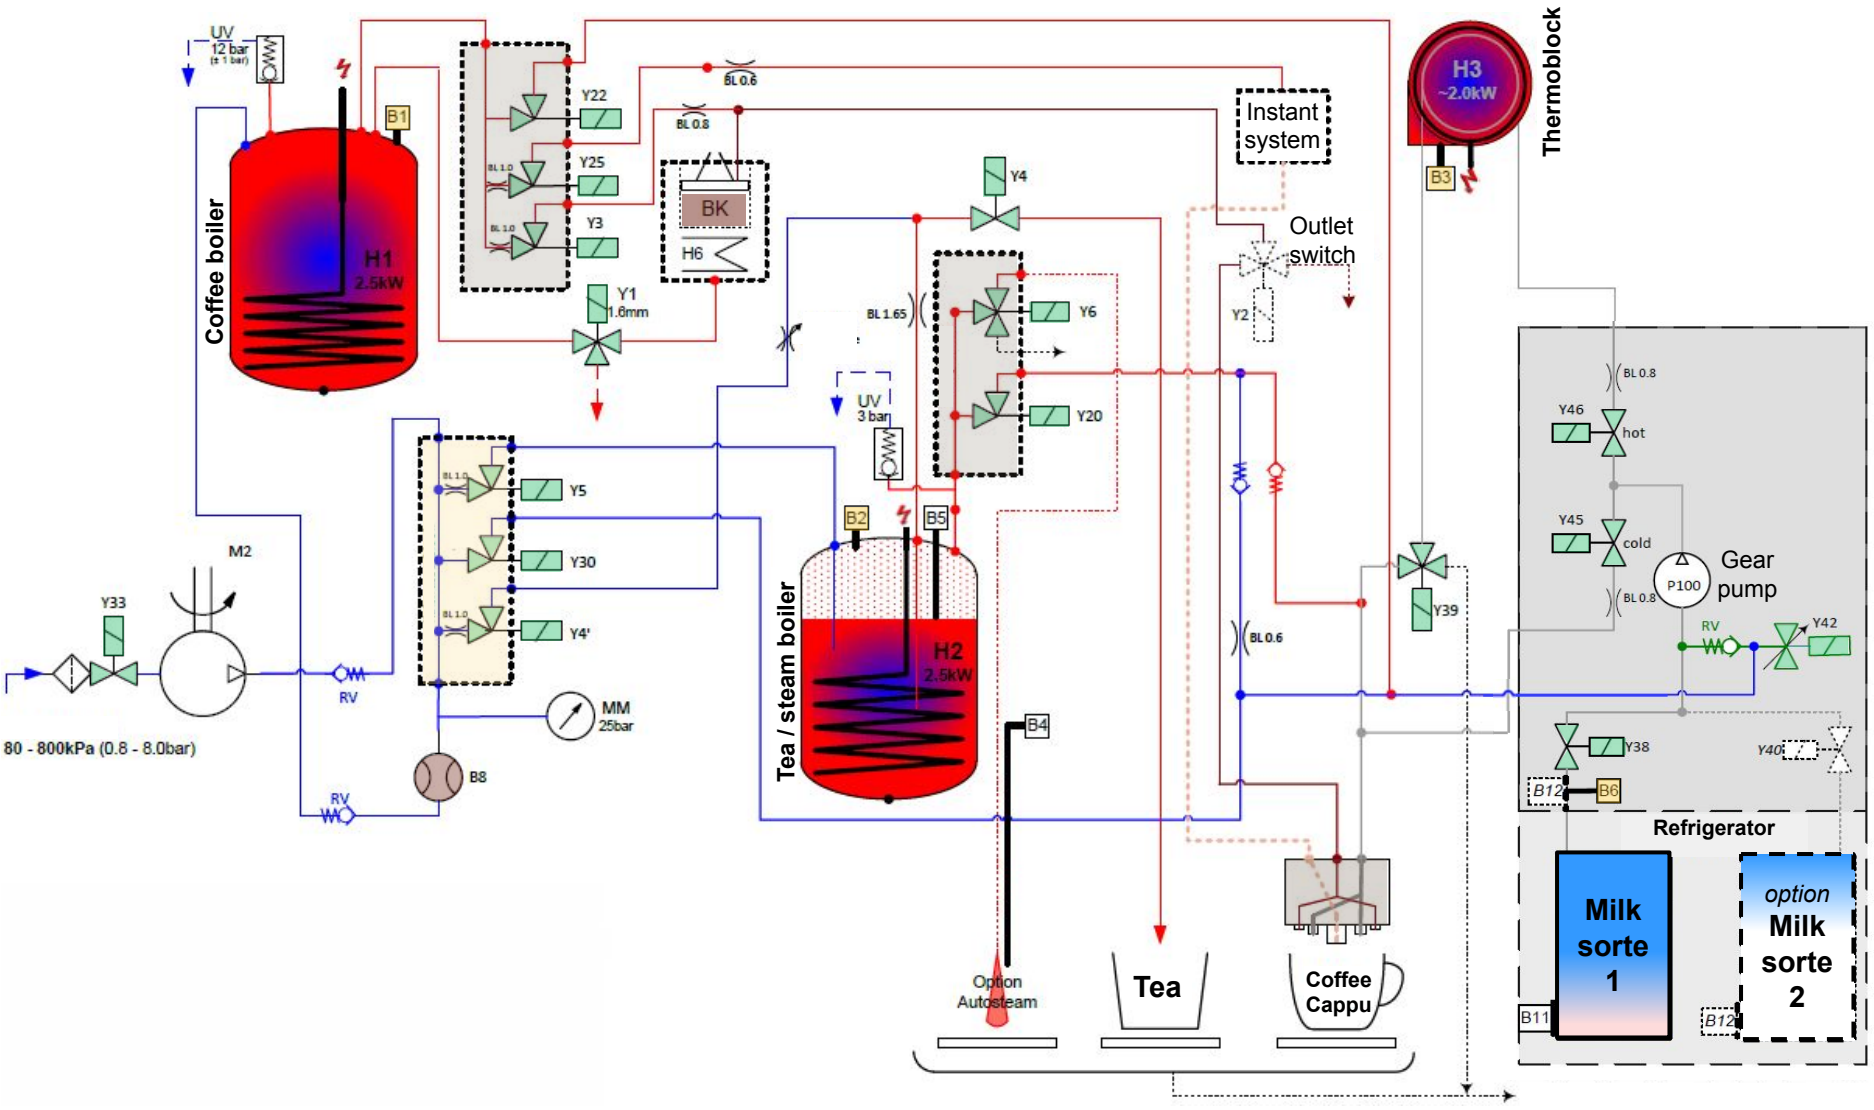 UV
12 bar
(± 1 bar)
B1
Coffee boiler
H1
2.5kW
Y22
BL 1.0
Y25
BL 1.0
Y3
BL 0.6
BL 0.8
BK
H6
Y1
1.6mm
Instant
system
Y4
Outlet
switch
Y2
H3
~2.0kW
Thermoblock
B3
BL 1.65
Y6
Y20
UV
3 bar
BL 1.0
Y5
Y30
BL 1.0
Y4'
M2
Y33
RV
80 - 800kPa (0.8 - 8.0bar)
MM
25bar
B8
RV
B2
B5
Tea / steam boiler
H2
2.5kW
B4
BL 0.6
Y39
BL 0.8
Y46
hot
Y45
cold
BL 0.8
P100
Gear
pump
RV
Y42
Y38
Y40
B12
B6
Refrigerator
Milk
sorte
1
option
Milk
sorte
2
B11
B12
Option
Autosteam
Tea
Coffee
Cappu